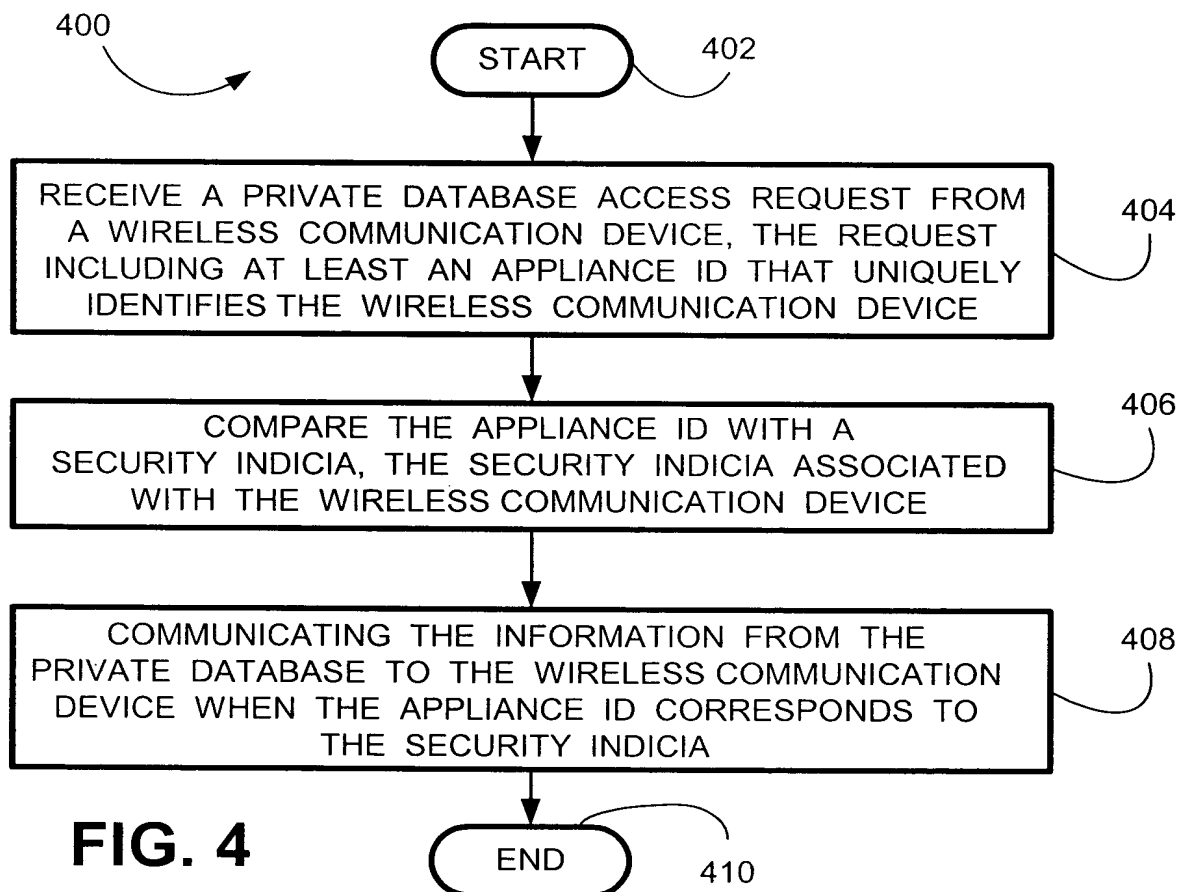 400
START
402
RECEIVE A PRIVATE DATABASE ACCESS REQUEST FROM
A WIRELESS COMMUNICATION DEVICE, THE REQUEST
INCLUDING AT LEAST AN APPLIANCE ID THAT UNIQUELY
IDENTIFIES THE WIRELESS COMMUNICATION DEVICE
404
COMPARE THE APPLIANCE ID WITH A
SECURITY INDICIA, THE SECURITY INDICIA ASSOCIATED
WITH THE WIRELESS COMMUNICATION DEVICE
406
COMMUNICATING THE INFORMATION FROM THE
PRIVATE DATABASE TO THE WIRELESS COMMUNICATION
DEVICE WHEN THE APPLIANCE ID CORRESPONDS TO
THE SECURITY INDICIA
408
FIG. 4
END
410